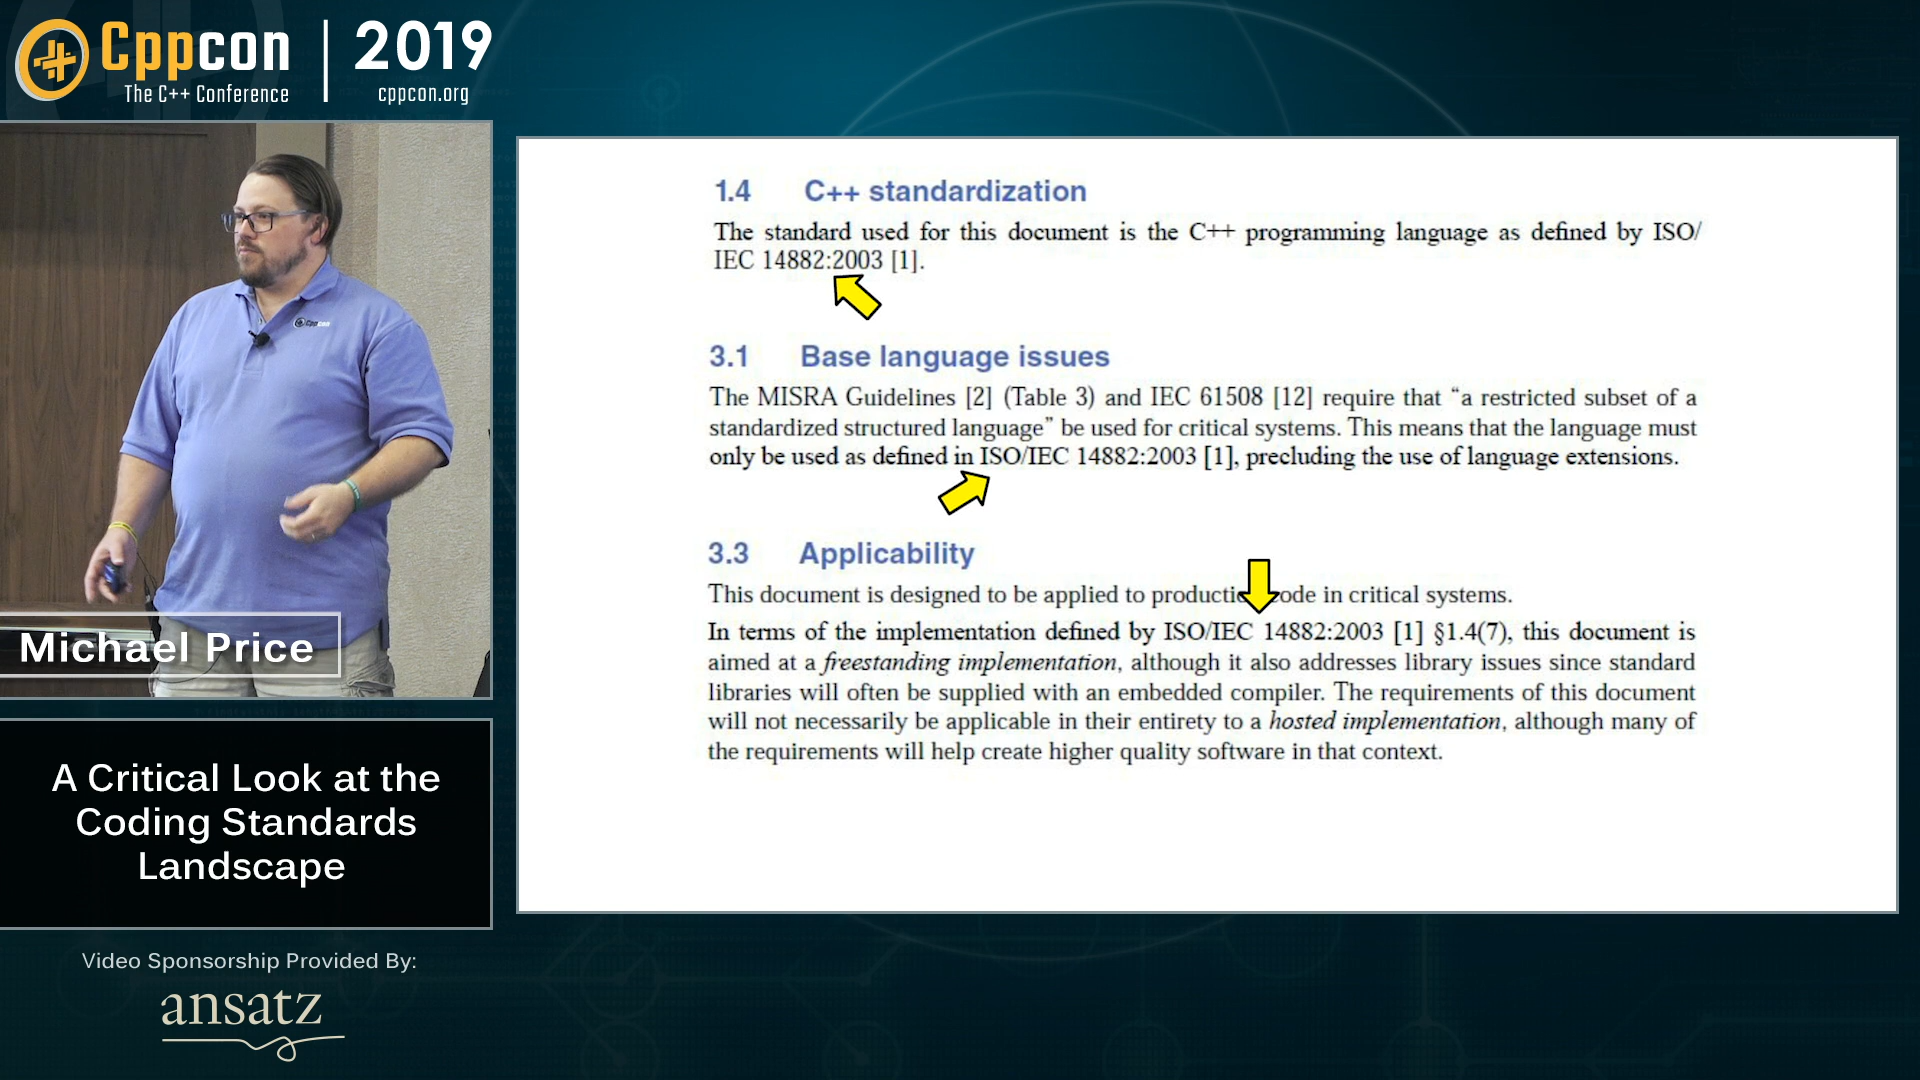 Cppcon
The C++ Conference
2019
cppcon.org
Cppcon
Michael Price
A Critical Look at the
Coding Standards
Landscape
Video Sponsorship Provided By:
ansatz
1.4 C++ standardization
The standard used for this document is the C++ programming language as defined by ISO/
IEC 14882:2003 [1].
3.1 Base language issues
The MISRA Guidelines [2] (Table 3) and IEC 61508 [12] require that “a restricted subset of a
standardized structured language” be used for critical systems. This means that the language must
only be used as defined in ISO/IEC 14882:2003 [1], precluding the use of language extensions.
3.3 Applicability
This document is designed to be applied to producti ode in critical systems.
In terms of the implementation defined by ISO/IEC 14882:2003 [1] §1.4(7), this document is
aimed at a freestanding implementation, although it also addresses library issues since standard
libraries will often be supplied with an embedded compiler. The requirements of this document
will not necessarily be applicable in their entirety to a hosted implementation, although many of
the requirements will help create higher quality software in that context.